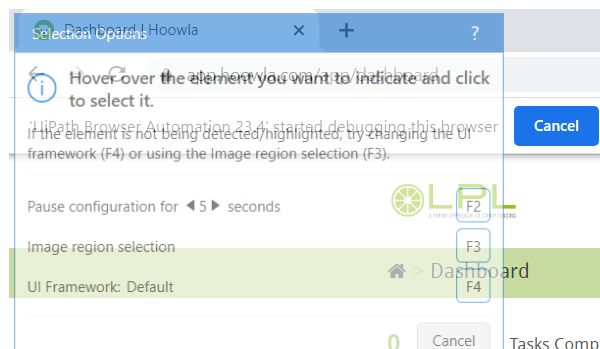 Dashboard | Hoowla
Selection Options
?
app.hoowla.com/app/dashboard
Hover over the element you want to indicate and click
to select it.
'UiPath Browser Automation 23.4' started debugging this browser
Cancel
If the element is not being detected/highlighted, try changing the UI
framework (F4) or using the Image region selection (F3).
Pause configuration for 5 seconds
F2
LPL
A FRESH APPROACH TO CONVEYANCING
Image region selection
F3
> Dashboard
UI Framework: Default
F4
0
Cancel
Tasks Comp